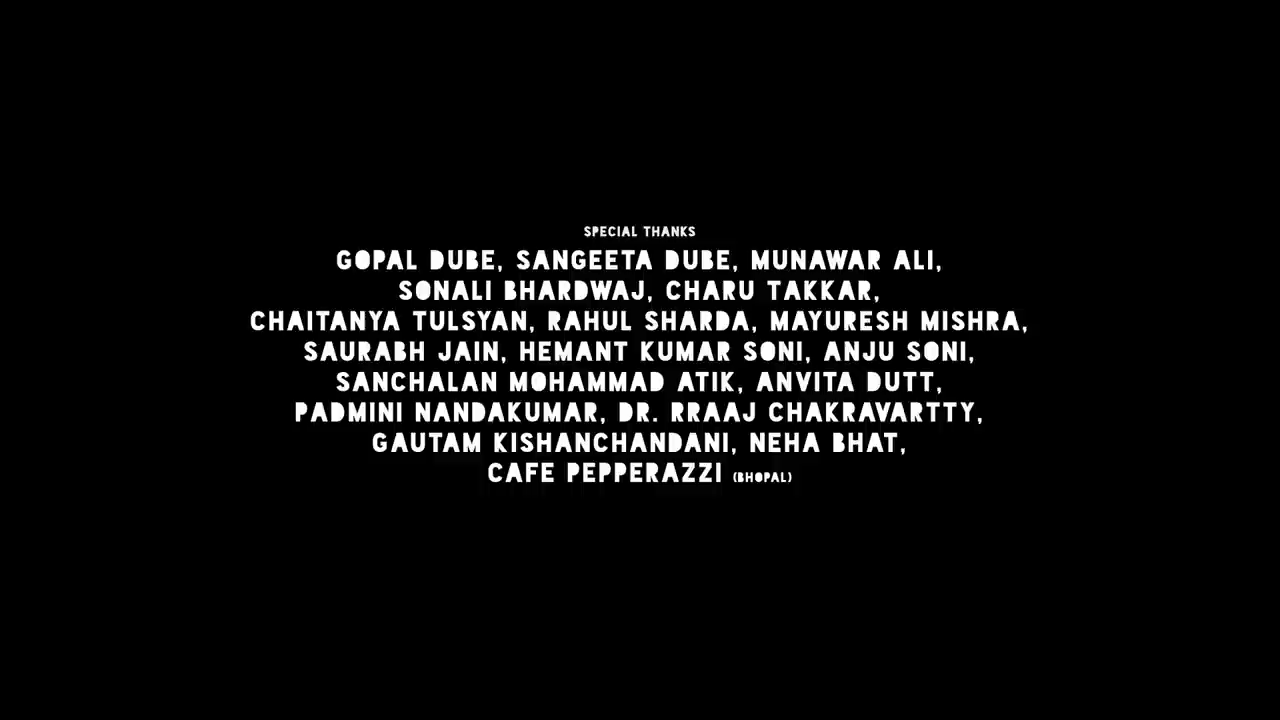 SPECIAL THANKS
GOPAL DUBE, SANGEETA DUBE, MUNAWAR ALI,
SONALI BHARDWAJ, CHARU TAKKAR,
CHAITANYA TULSYAN, RAHUL SHARDA, MAYURESH MISHRA,
SAURABH JAIN, HEMANT KUMAR SONI, ANJU SONI,
SANCHALAN MOHAMMAD ATIK, ANVITA DUTT,
PADMINI NANDAKUMAR, DR. RRAAJ CHAKRAVARTTY,
GAUTAM KISHANCHANDANI, NEHA BHAT,
CAFE PEPPERAZZI (BHOPAL)